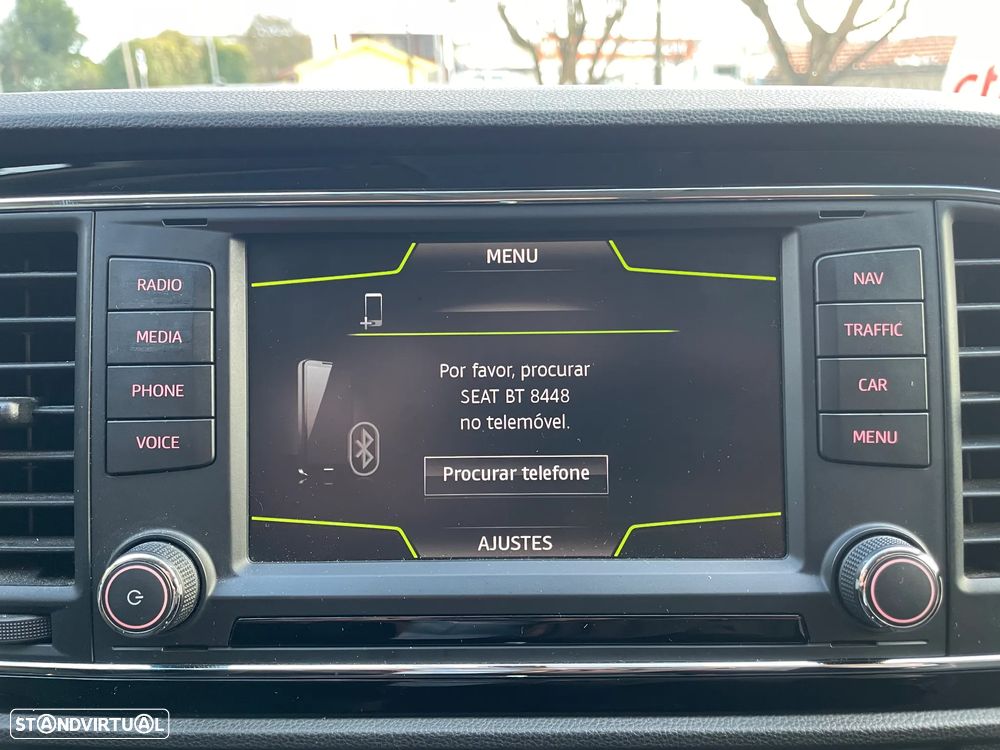 RADIO
MEDIA
PHONE
VOICE
MENU
Por favor, procurar
SEAT BT 8448
no telemóvel.
Procurar telefone
AJUSTES
NAV
TRAFFIC
CAR
MENU
STANDVIRTUAL